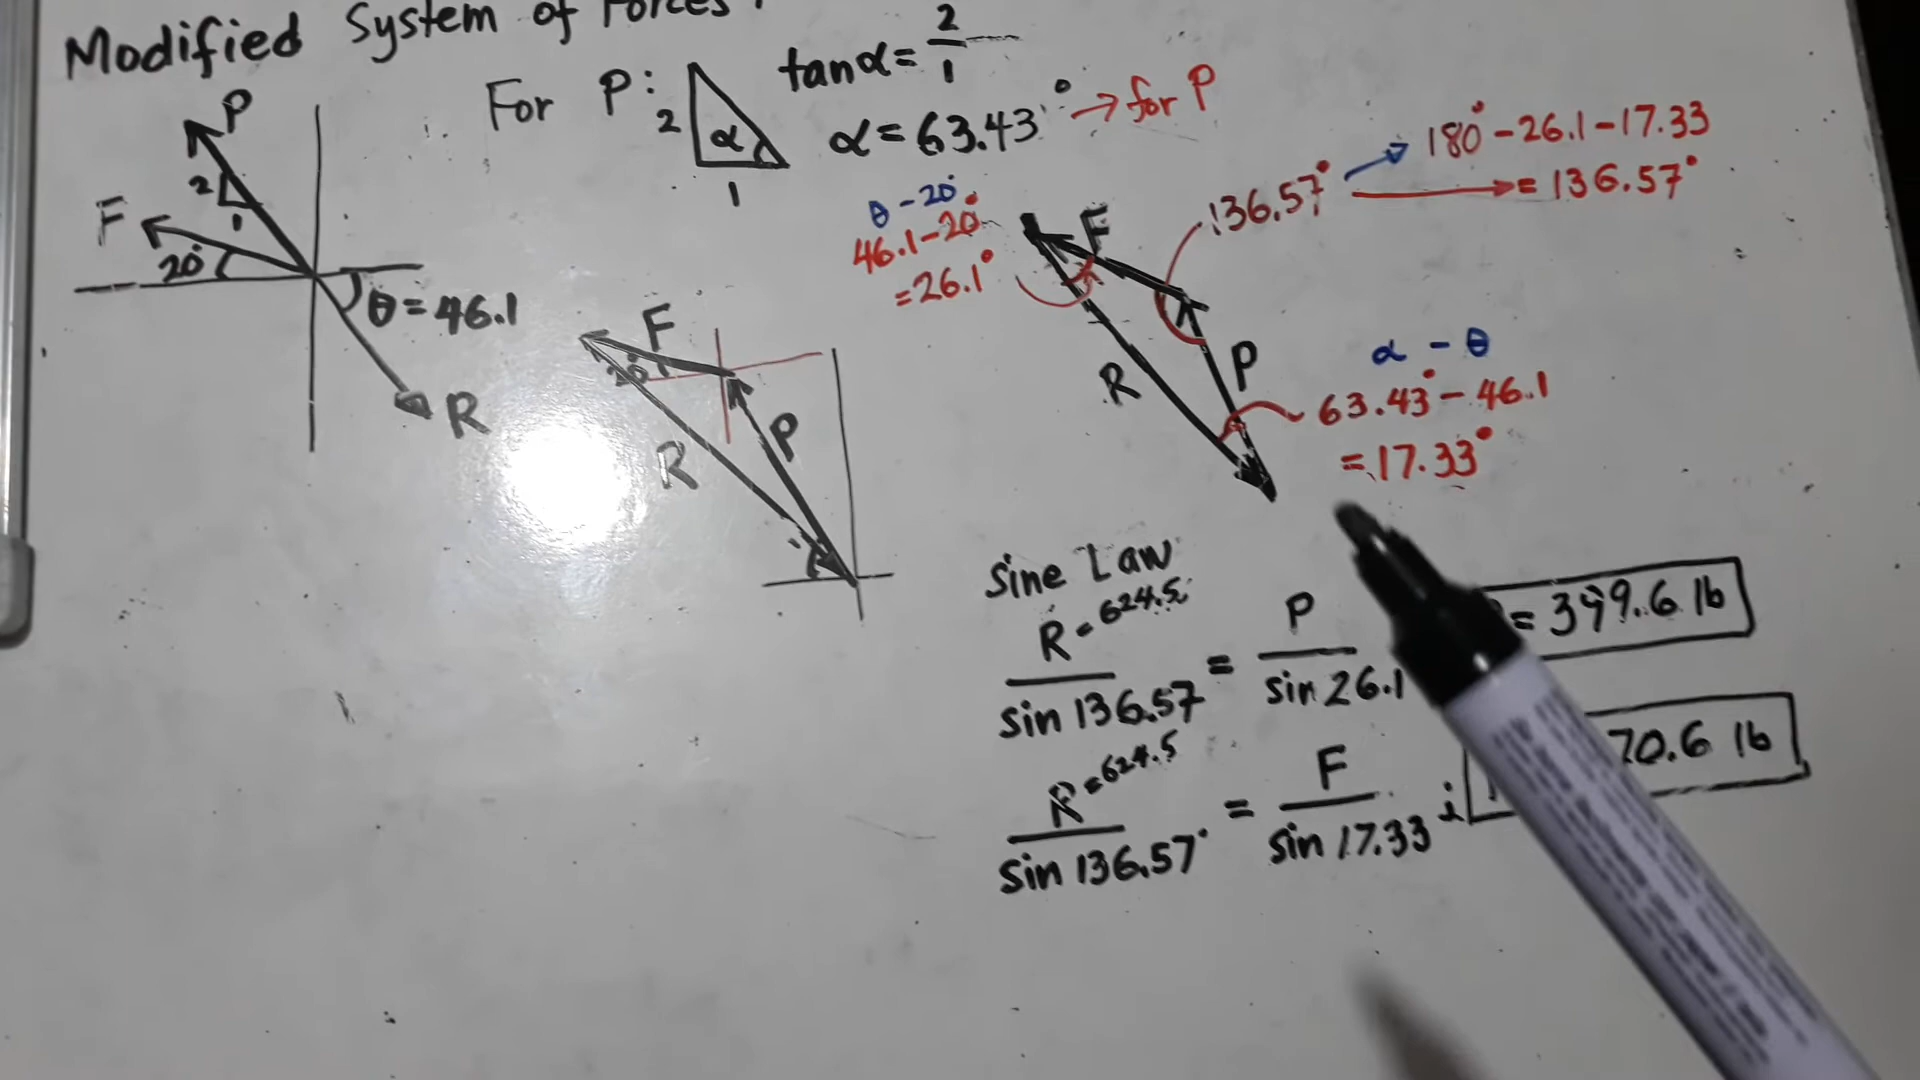 Modified System of Forces
For P:
2
α
1
tanα = 2/1
α = 63.43° → for P
P
2
1
F
20°
θ = 46.1
R
F
20°
P
R
θ - 20°
46.1 - 20°
= 26.1°
F
136.57°
180° - 26.1 - 17.33
= 136.57°
R
P
α - θ
63.43° - 46.1
= 17.33°
Sine Law
R = 624.5 / sin 136.57 = P / sin 26.1
= 399.6 lb
R = 624.5 / sin 136.57° = F / sin 17.33 ;
70.6 lb